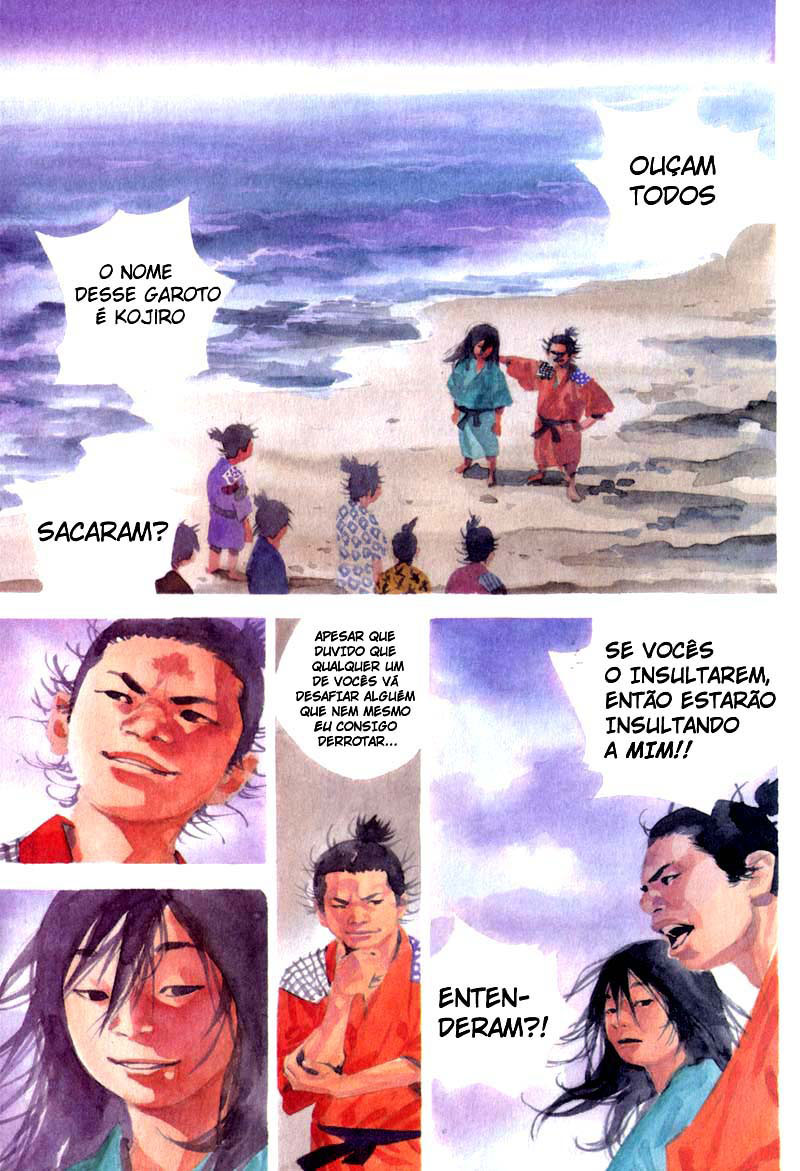 OUÇAM
TODOS
O NOME
DESSE GAROTO
É KOJIRO
SACARAM?
SE VOCÊS
O INSULTAREM,
ENTÃO ESTARÃO
INSULTANDO
A MIM!!
ENTEN-
DERAM?!
APESAR QUE
DUVIDO QUE
QUALQUER UM
DE VOCÊS VÁ
DESAFIAR ALGUÉM
QUE NEM MESMO
EU CONSIGO
DERROTAR...